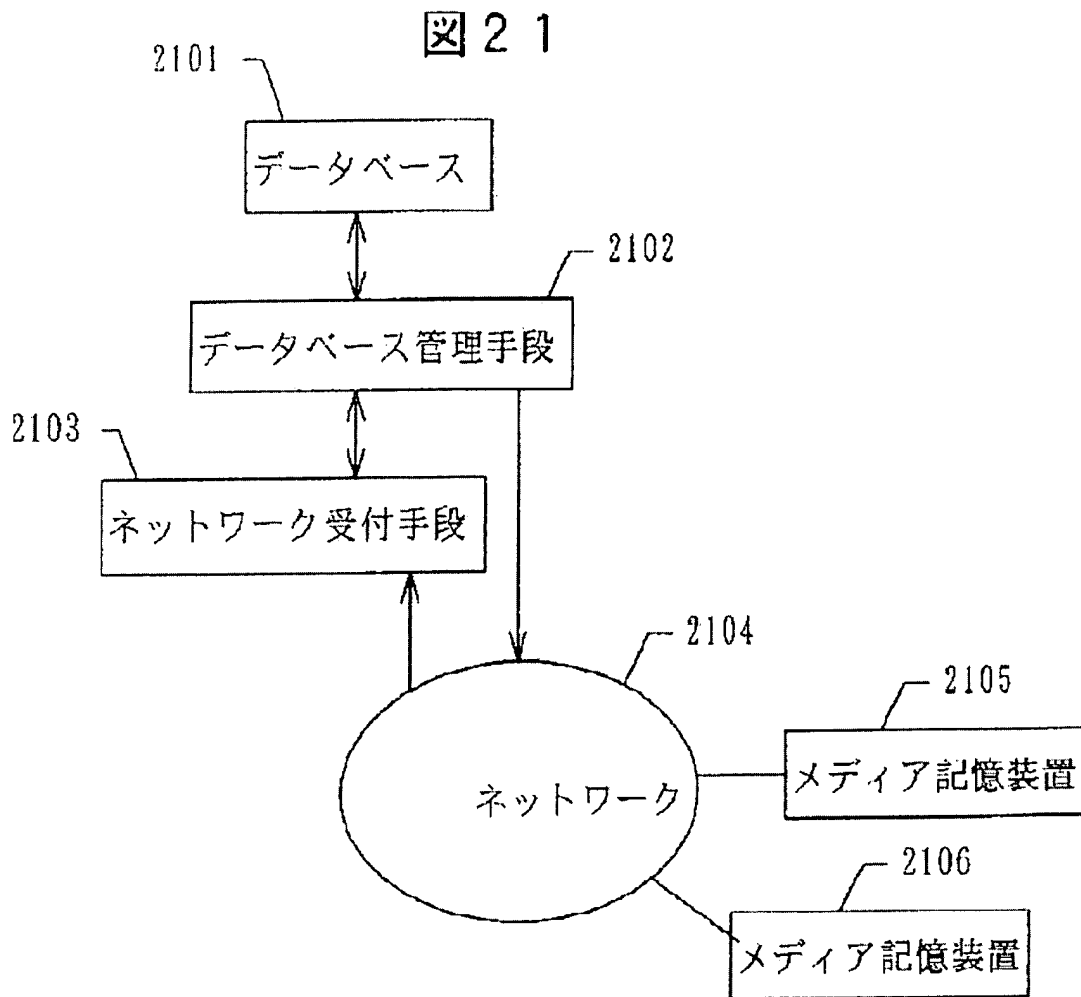 図21
2101
データベース
2102
データベース管理手段
2103
ネットワーク受付手段
2104
ネットワーク
2105
メディア記憶装置
2106
メディア記憶装置